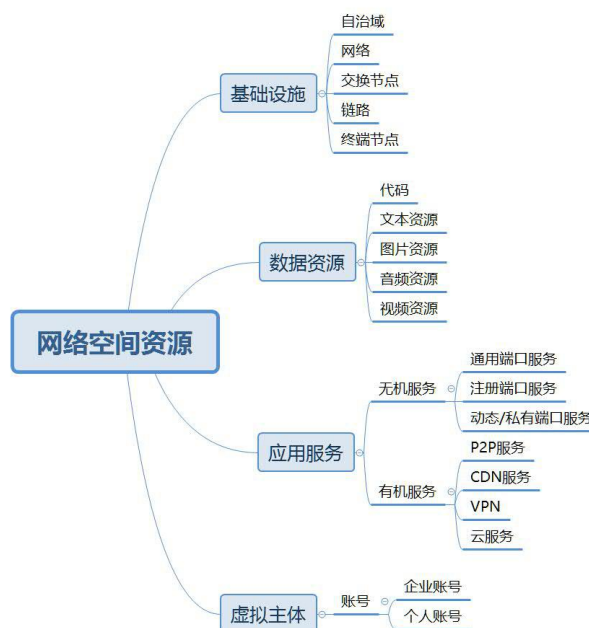 网络空间资源
基础设施
自治域
网络
交换节点
链路
终端节点
数据资源
代码
文本资源
图片资源
音频资源
视频资源
应用服务
无机服务
通用端口服务
注册端口服务
动态/私有端口服务
有机服务
P2P服务
CDN服务
VPN
云服务
虚拟主体
账号
企业账号
个人账号